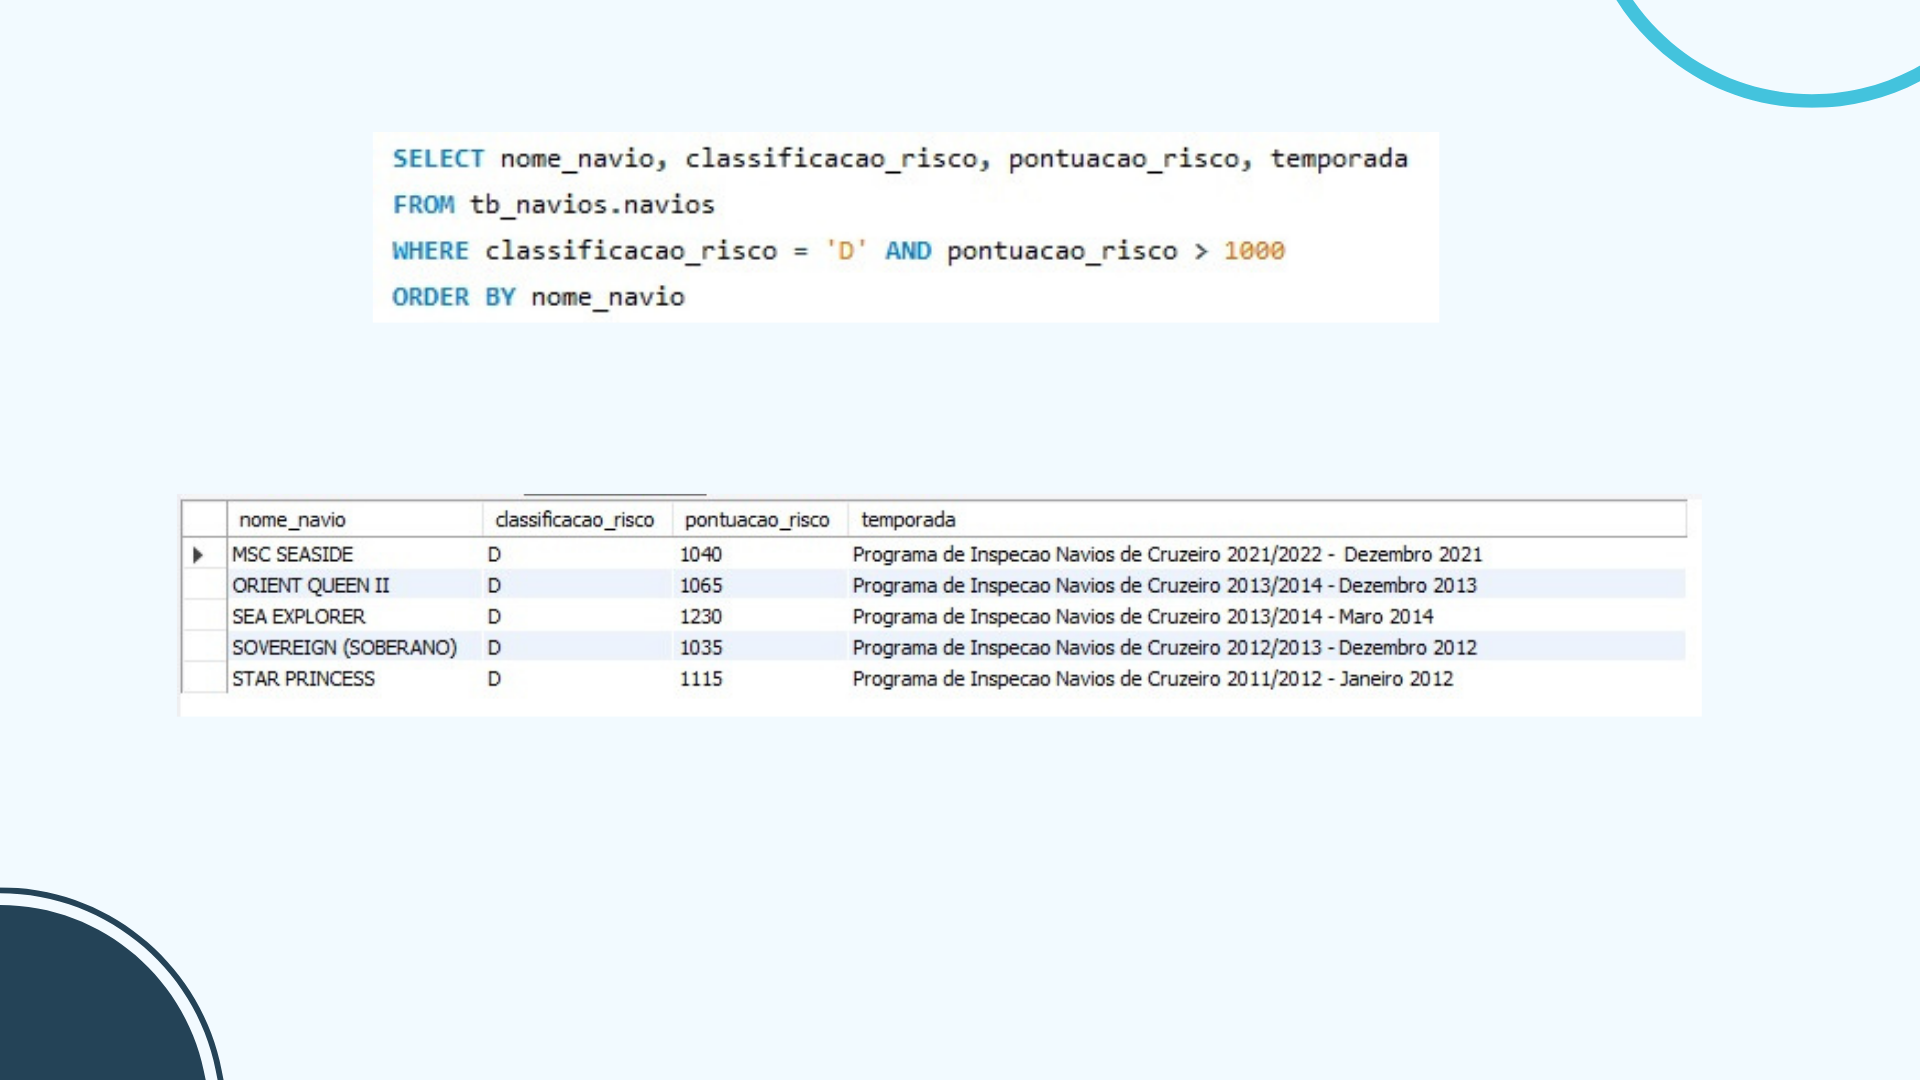 SELECT nome_navio, classificacao_risco, pontuacao_risco, temporada
FROM tb_navios.navios
WHERE classificacao_risco = 'D' AND pontuacao_risco > 1000
ORDER BY nome_navio
nome_navio classificacao_risco pontuacao_risco temporada
MSC SEASIDE D 1040 Programa de Inspecao Navios de Cruzeiro 2021/2022 - Dezembro 2021
ORIENT QUEEN II D 1065 Programa de Inspecao Navios de Cruzeiro 2013/2014 - Dezembro 2013
SEA EXPLORER D 1230 Programa de Inspecao Navios de Cruzeiro 2013/2014 - Maro 2014
SOVEREIGN (SOBERANO) D 1035 Programa de Inspecao Navios de Cruzeiro 2012/2013 - Dezembro 2012
STAR PRINCESS D 1115 Programa de Inspecao Navios de Cruzeiro 2011/2012 - Janeiro 2012